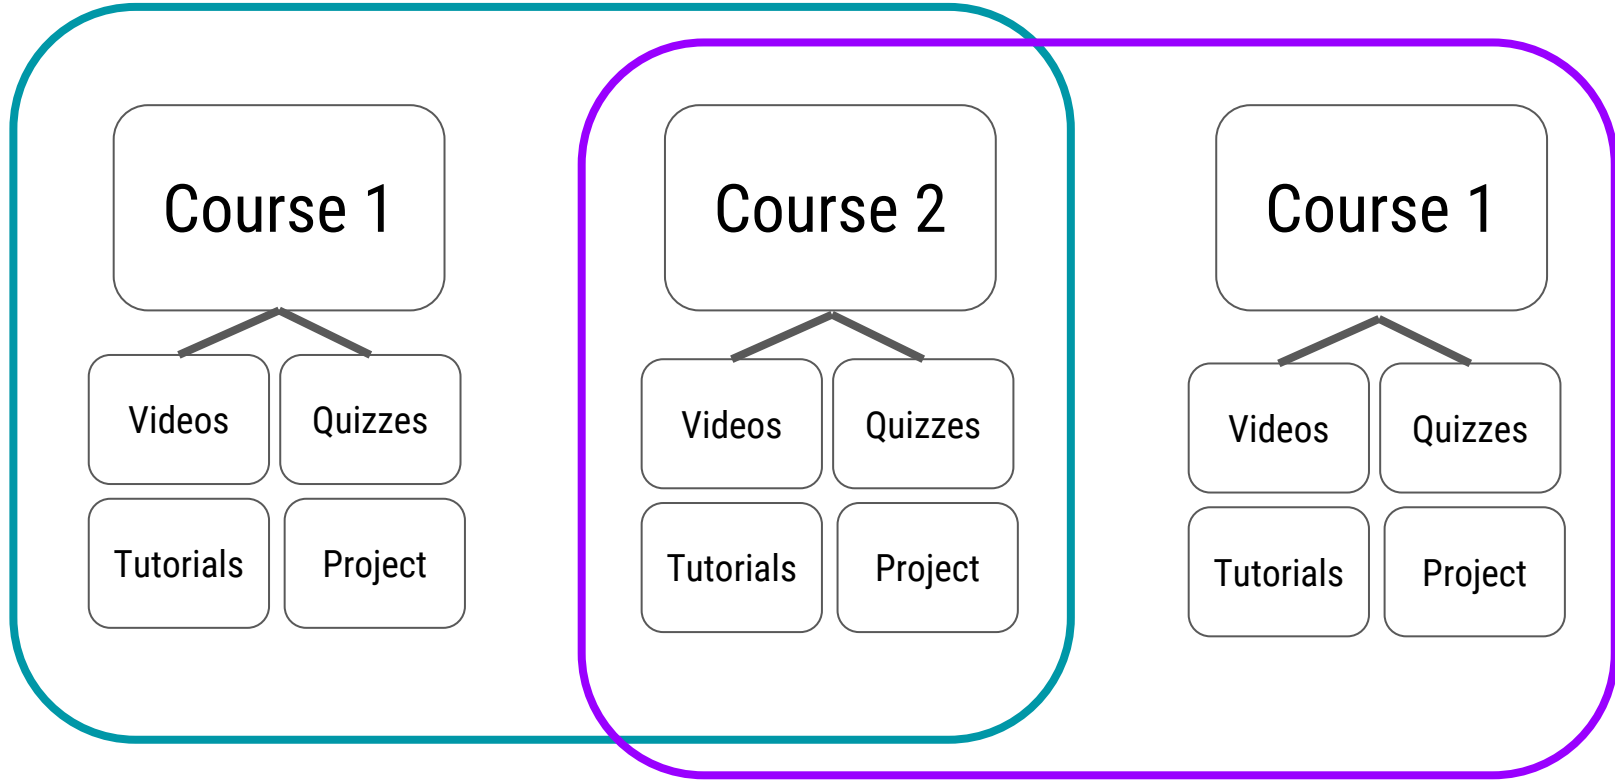 Course 1
Videos
Quizzes
Tutorials
Project
Course 2
Videos
Quizzes
Tutorials
Project
Course 1
Videos
Quizzes
Tutorials
Project